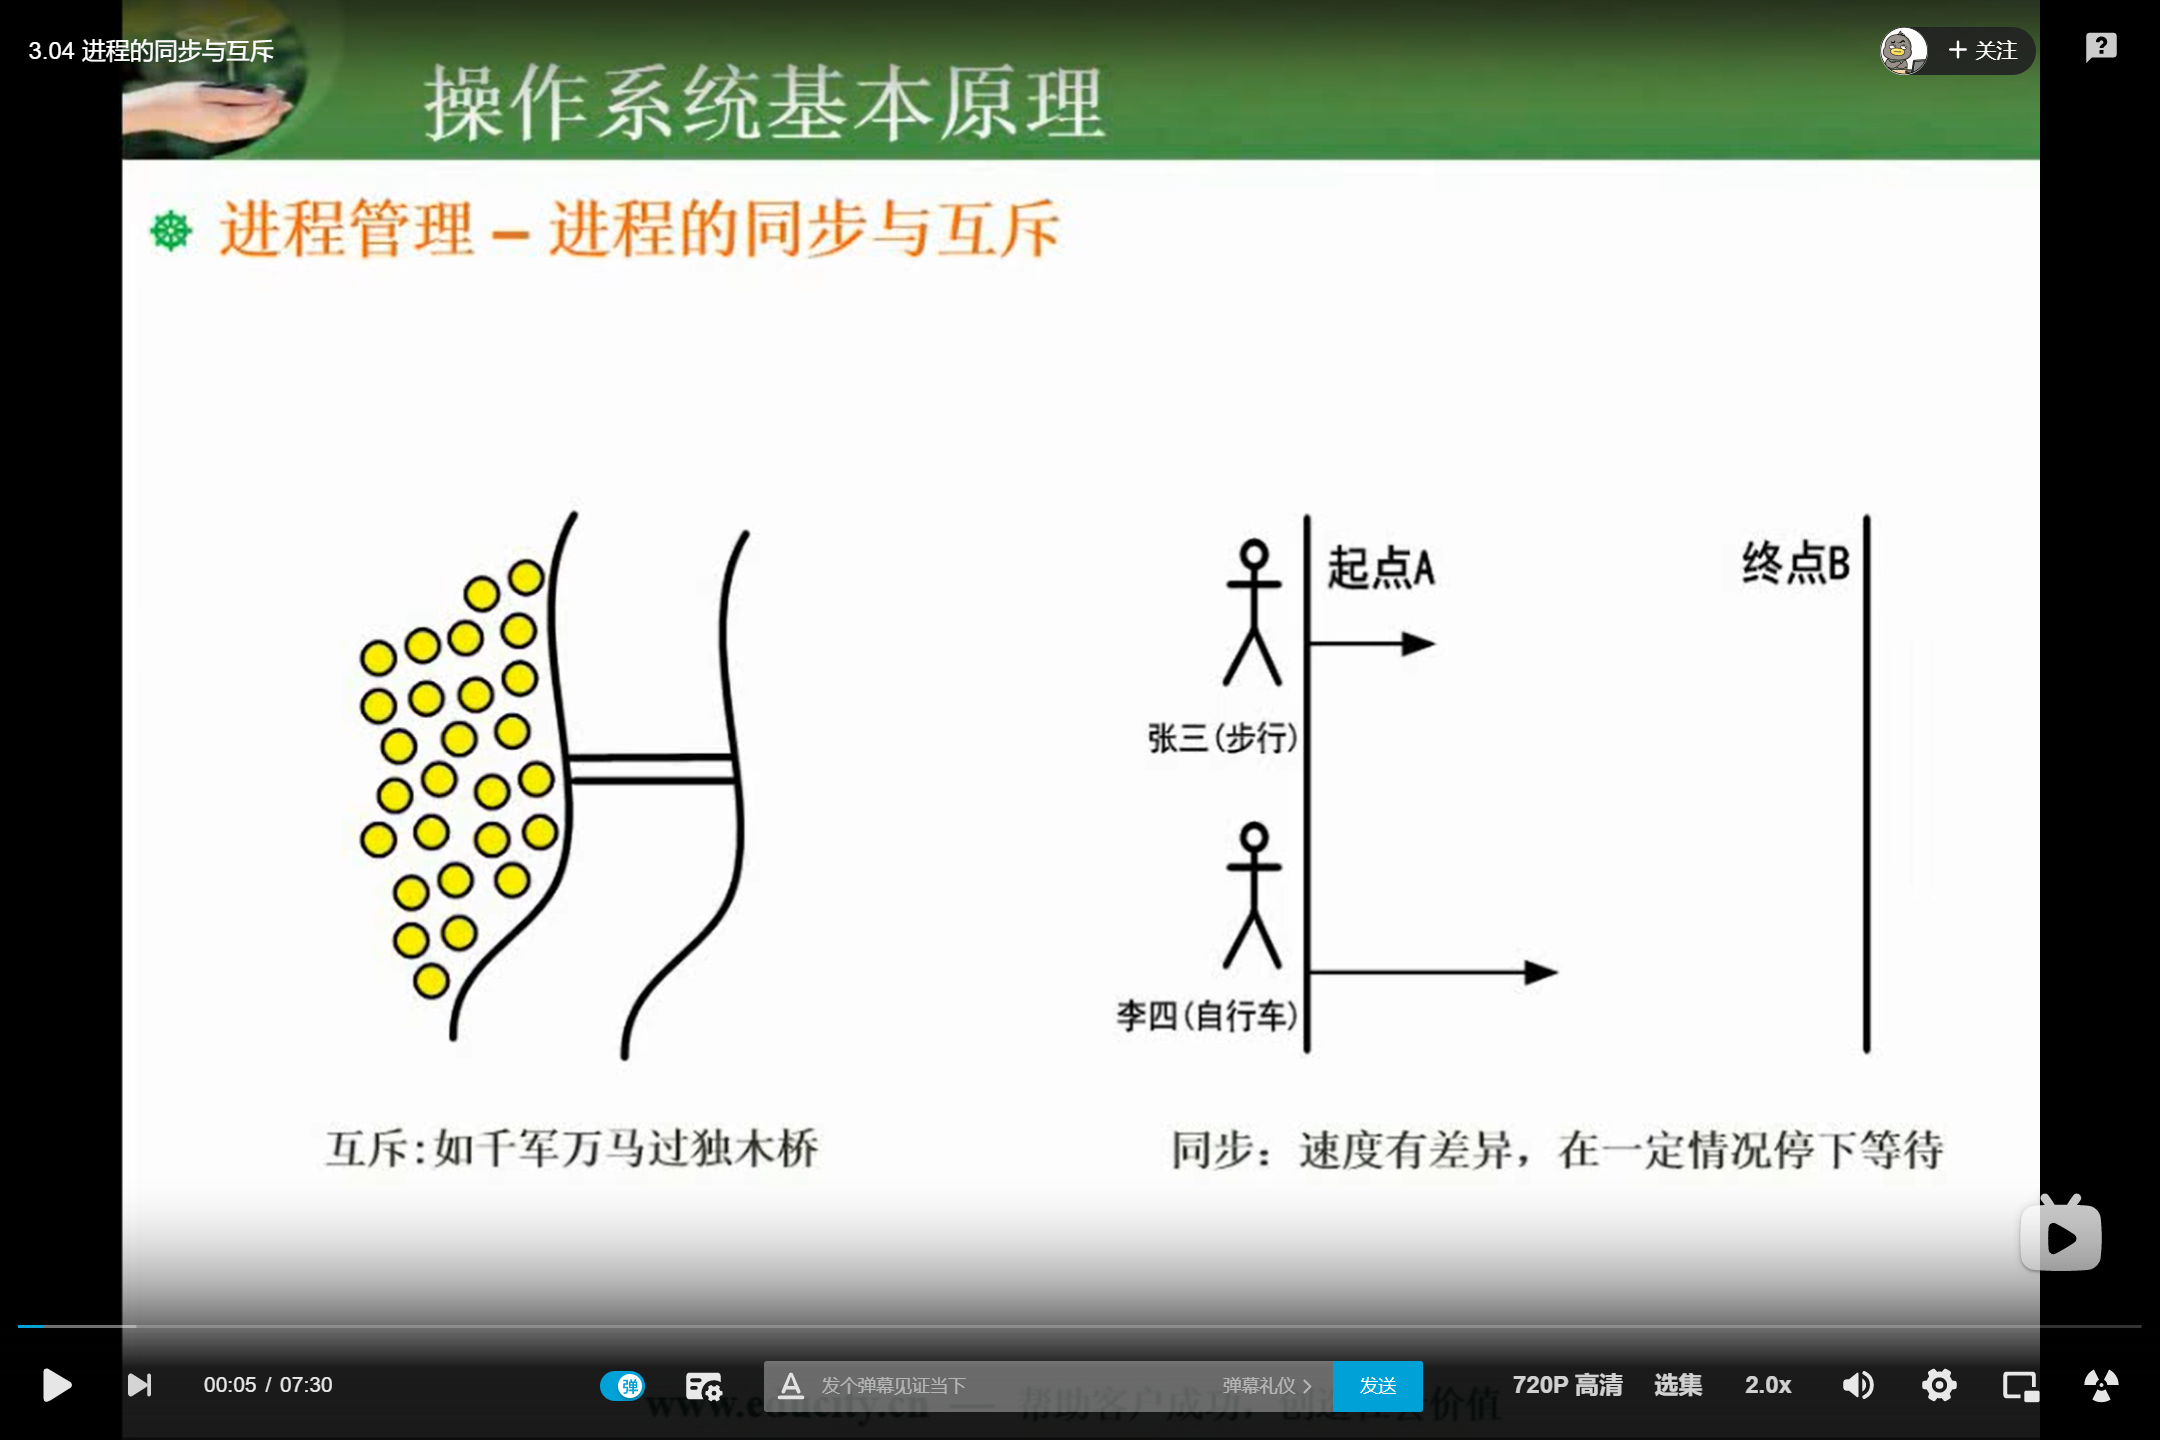 3.04 进程的同步与互斥
关注
操作系统基本原理
进程管理 – 进程的同步与互斥
起点A
终点B
张三(步行)
李四(自行车)
互斥:如千军万马过独木桥
同步：速度有差异，在一定情况停下等待
00:05 / 07:30
弹
发个弹幕见证当下
弹幕礼仪
发送
720P 高清
选集
2.0x
www.educity.cn — 帮助客户成功，创造社会价值